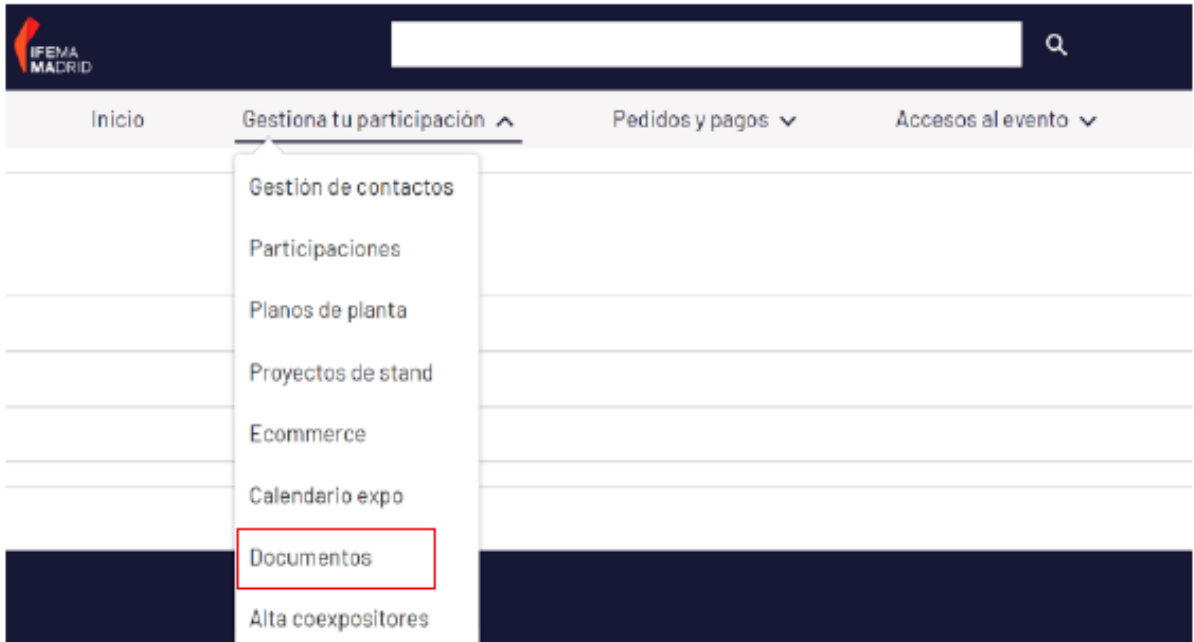 IFEMA
MADRID
Inicio
Gestiona tu participación
Pedidos y pagos
Accesos al evento
Gestión de contactos
Participaciones
Planos de planta
Proyectos de stand
Ecommerce
Calendario expo
Documentos
Alta coexpositores